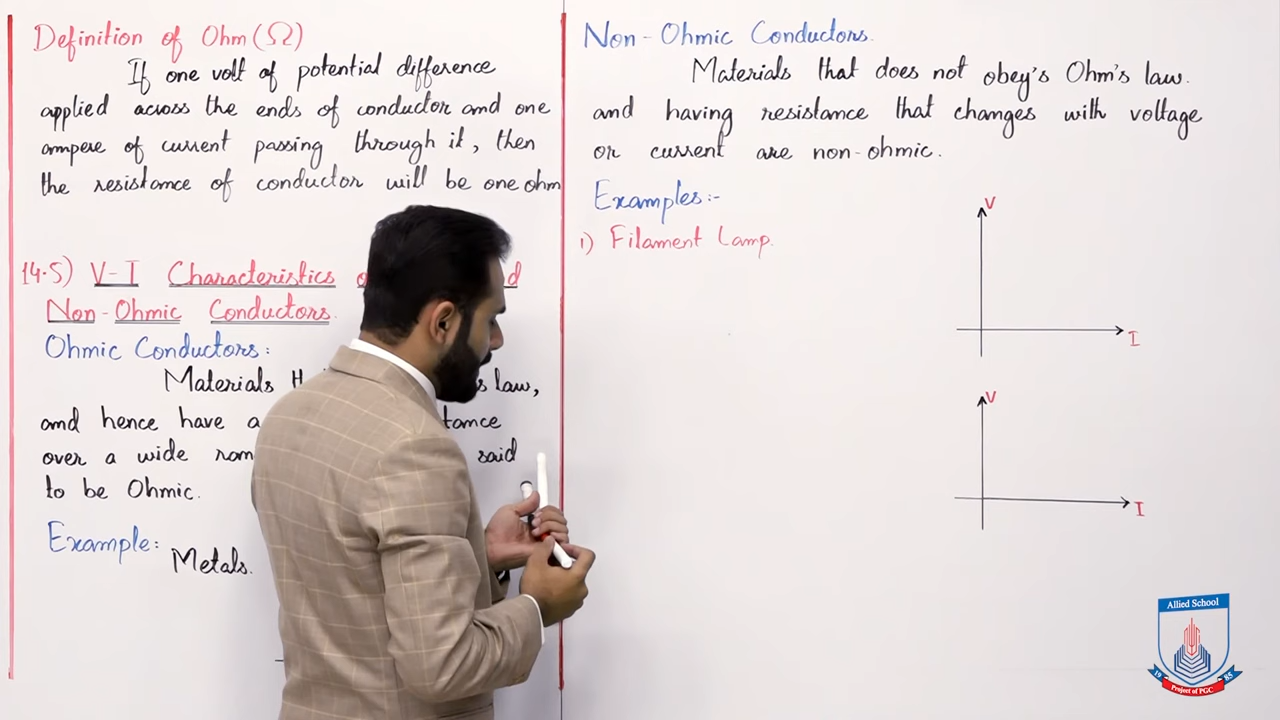 Definition of Ohm (Ω)
If one volt of potential difference
applied across the ends of conductor and one
ampere of current passing through it, then
the resistance of conductor will be one ohm
14.5) V-I Characteristics
Non-Ohmic Conductors.
Ohmic Conductors:
Materials law,
and hence have a
over a wide said
to be Ohmic.
Example:
Metals.
Non-Ohmic Conductors.
Materials that does not obey's Ohm's law.
and having resistance that changes with voltage
or current are non-ohmic.
Examples:-
1) Filament Lamp.
V
I
V
I
Allied School
19 85
Project of PGC